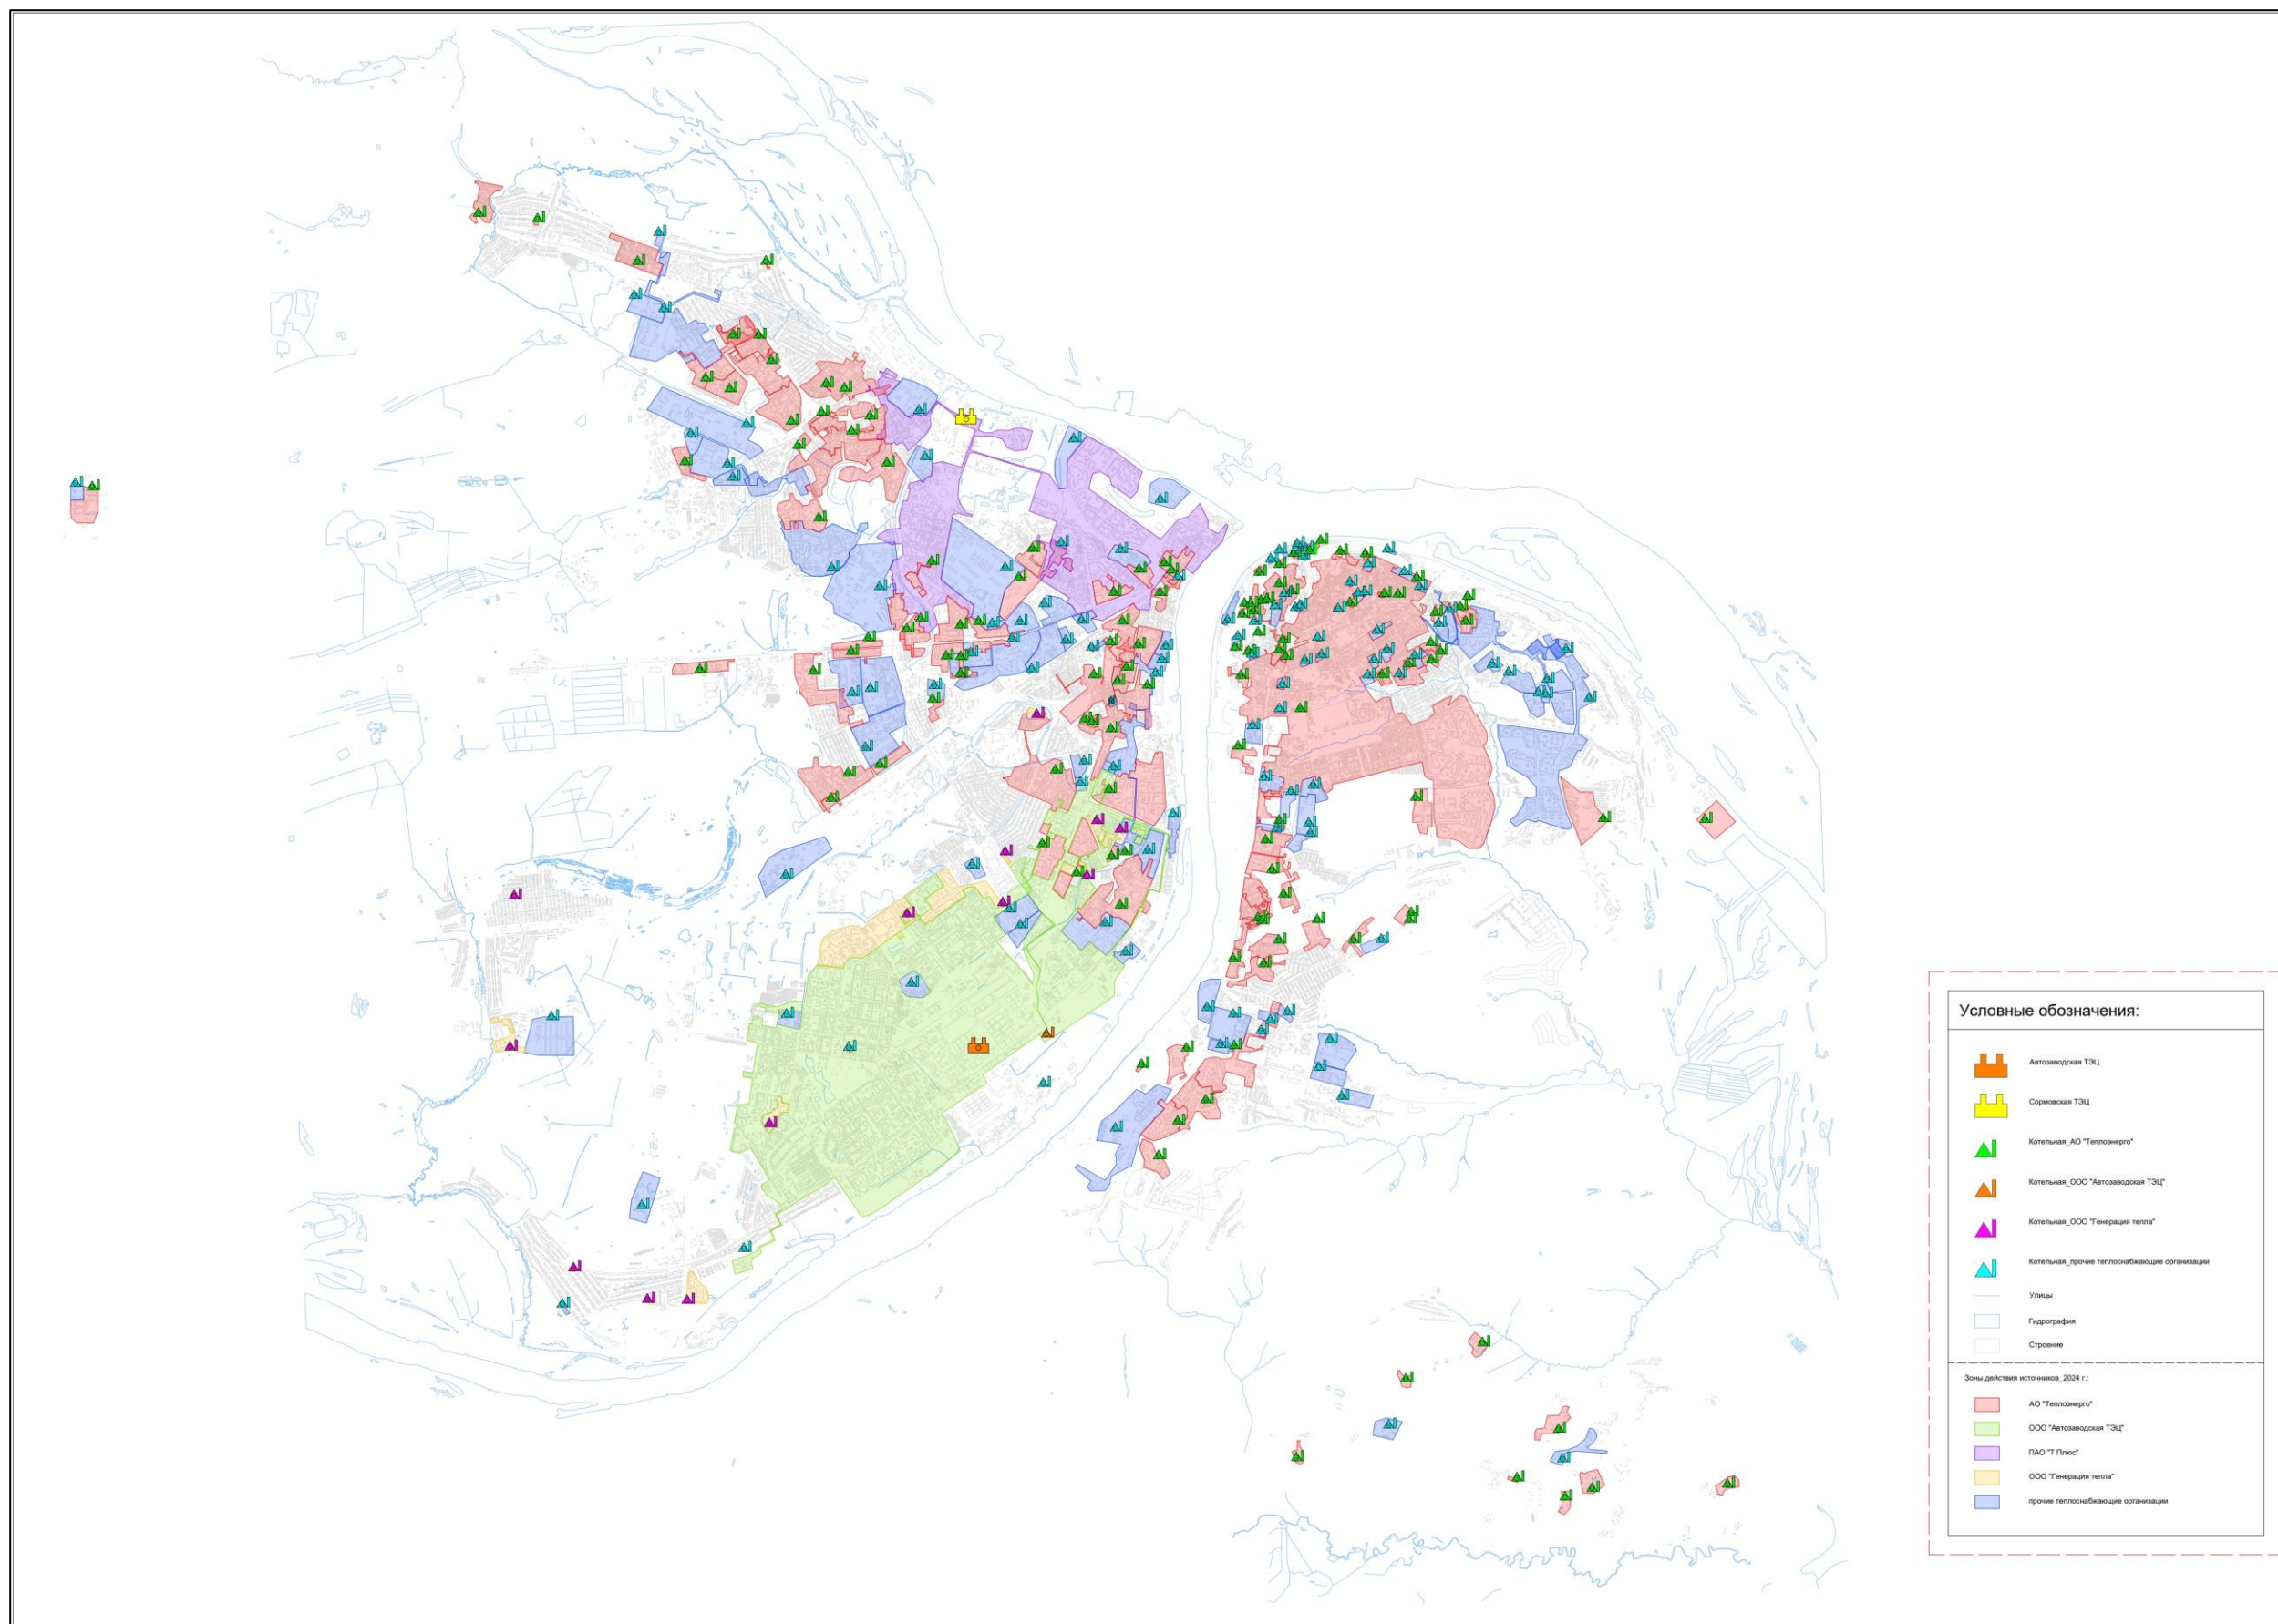 Условные обозначения:
Автозаводская ТЭЦ
Сормовская ТЭЦ
Котельная_АО "Теплоэнерго"
Котельная_ООО "Автозаводская ТЭЦ"
Котельная_ООО "Генерация тепла"
Котельная_прочие теплоснабжающие организации
Улицы
Гидрография
Строение
Зоны действия источников_2024 г.:
АО "Теплоэнерго"
ООО "Автозаводская ТЭЦ"
ПАО "Т Плюс"
ООО "Генерация тепла"
прочие теплоснабжающие организации